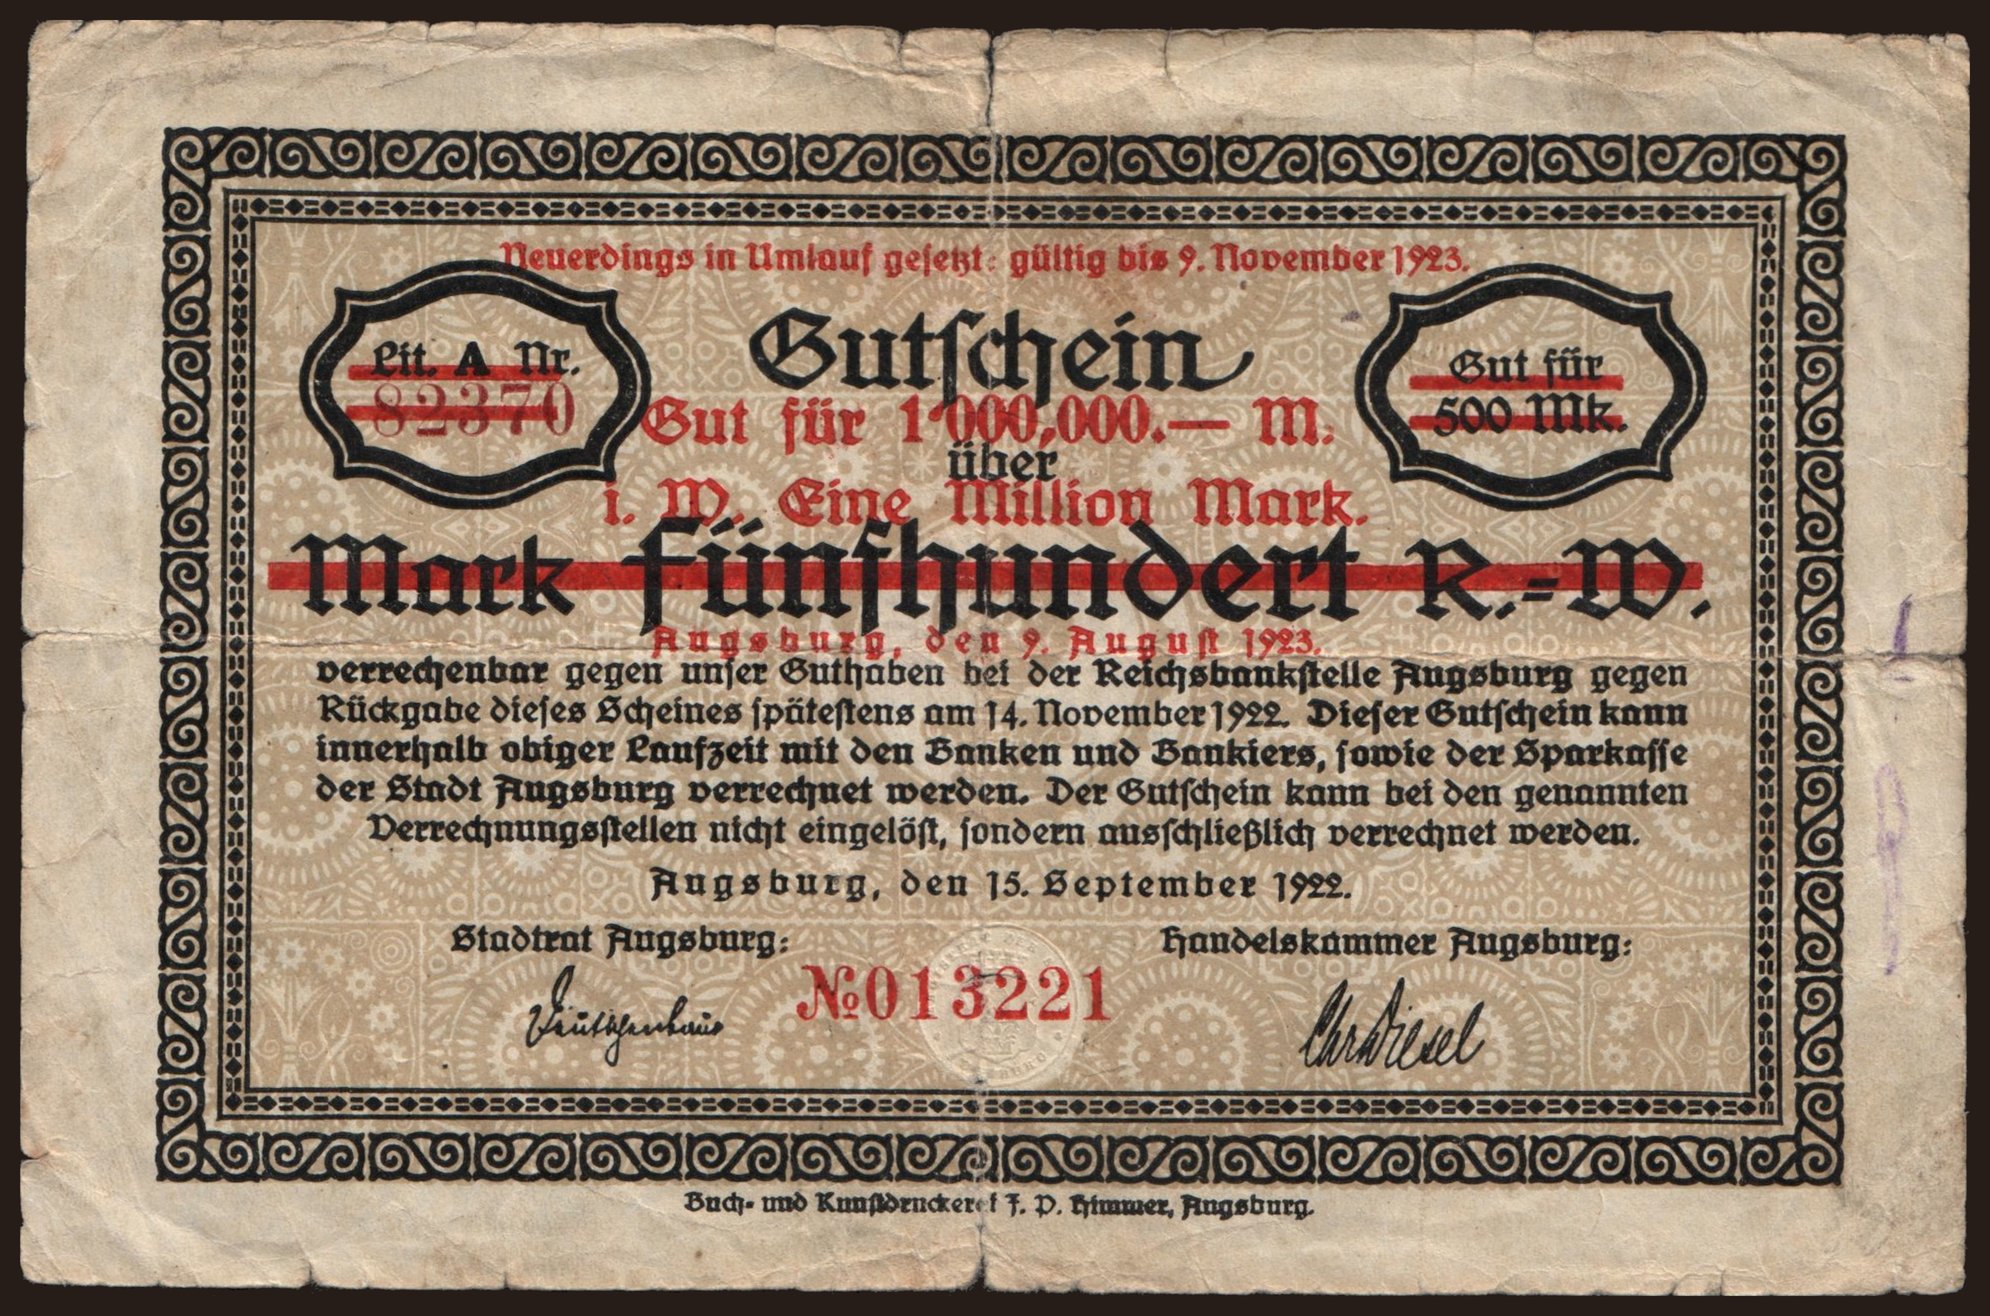 Neuerdings in Umlauf gesetzt: gültig bis 9. November 1923.
Lit. A Nr.
82370
Gutschein
Gut für
500 Mk.
Gut für 1·000,000.— M.
über
i. W. Eine Million Mark.
Mark Fünfhundert R.-W.
Augsburg, den 9. August 1923.
verrechenbar gegen unser Guthaben bei der Reichsbankstelle Augsburg gegen
Rückgabe dieses Scheines spätestens am 14. November 1922. Dieser Gutschein kann
innerhalb obiger Laufzeit mit den Banken und Bankiers, sowie der Sparkasse
der Stadt Augsburg verrechnet werden. Der Gutschein kann bei den genannten
Verrechnungsstellen nicht eingelöst, sondern ausschließlich verrechnet werden.
Augsburg, den 15. September 1922.
Stadtrat Augsburg:
Handelskammer Augsburg:
Deutschenbaur
№013221
Chr Diesel
Buch- und Kunstdruckerei J. P. Himmer, Augsburg.